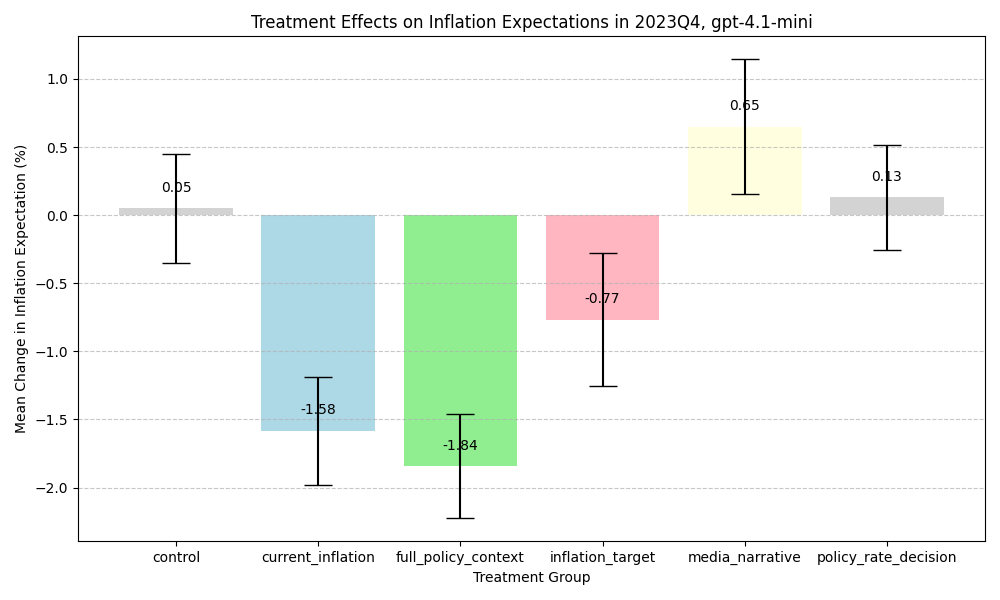 Treatment Effects on Inflation Expectations in 2023Q4, gpt-4.1-mini
Mean Change in Inflation Expectation (%)
1.0
0.5
0.0
−0.5
−1.0
−1.5
−2.0
0.05
-1.58
-1.84
-0.77
0.65
0.13
control
current_inflation
full_policy_context
inflation_target
media_narrative
policy_rate_decision
Treatment Group